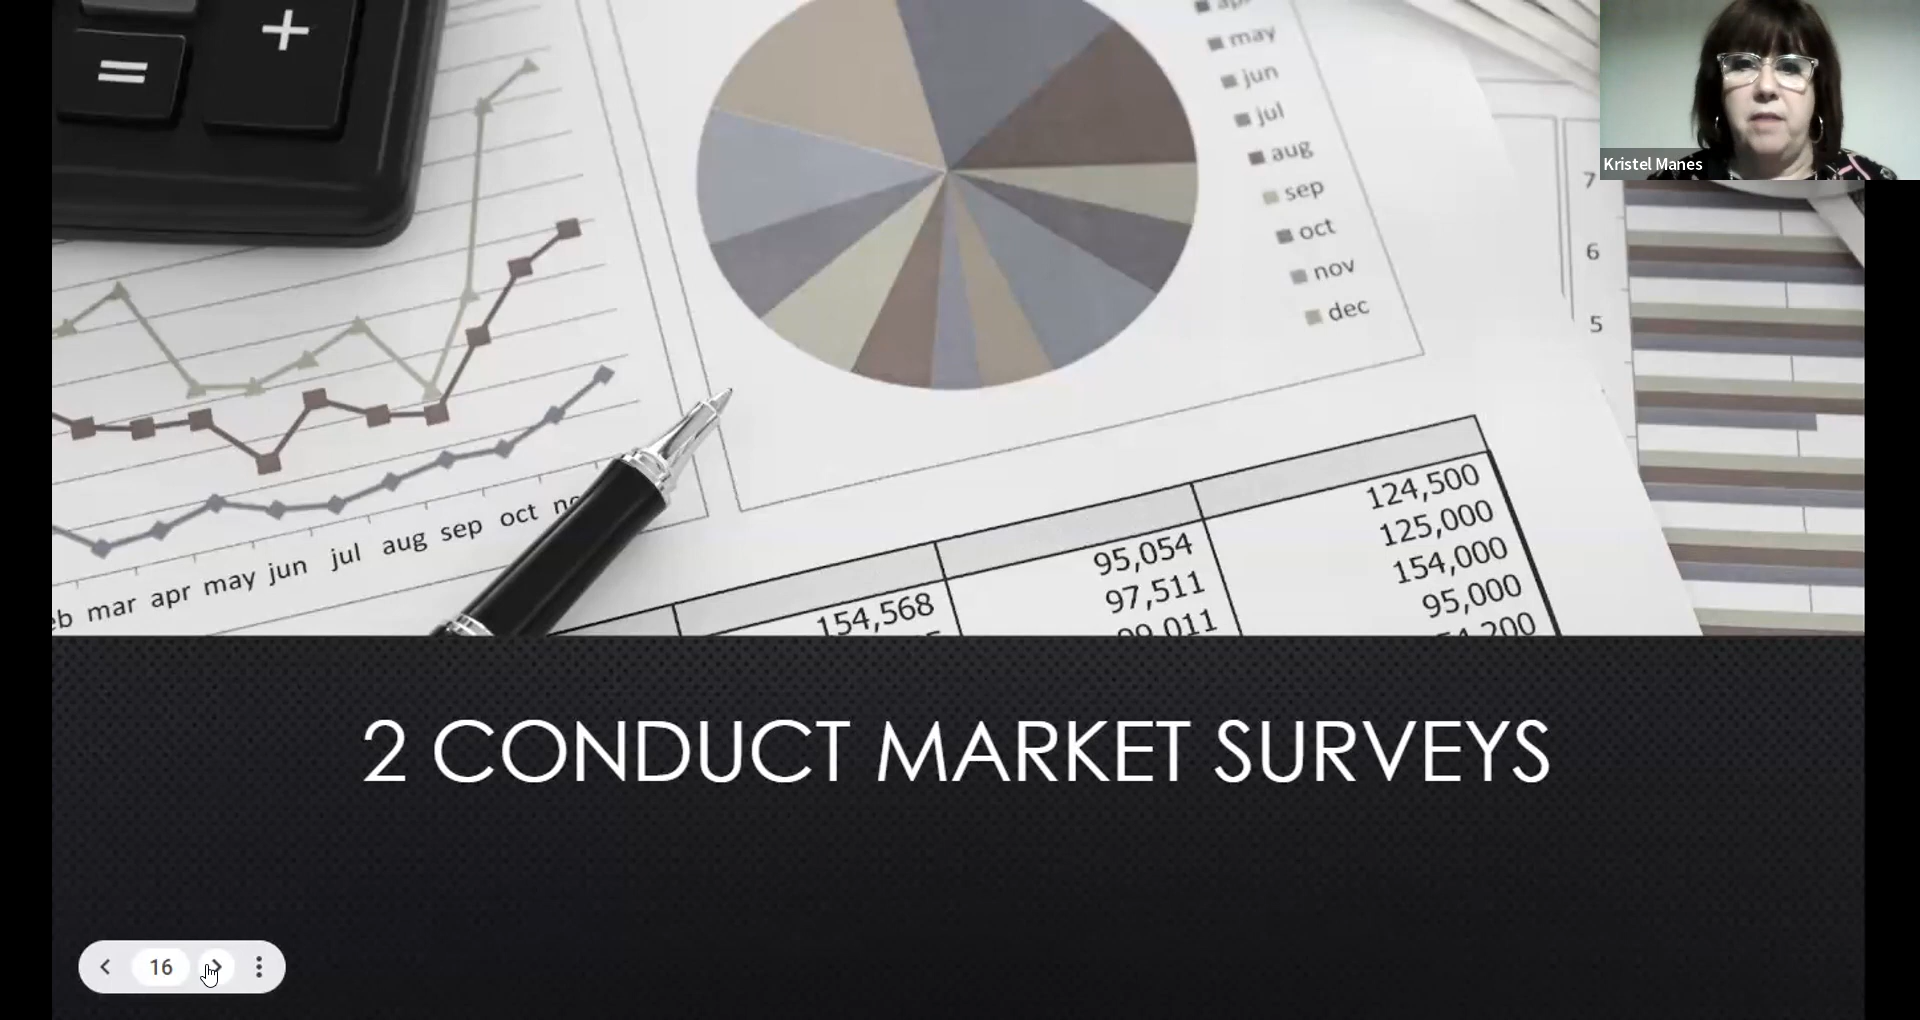 =
+
may
jun
jul
aug
sep
oct
nov
dec
Kristel Manes
7
6
5
mar apr may jun jul aug sep oct
154,568
95,054
97,511
124,500
125,000
154,000
95,000
2 CONDUCT MARKET SURVEYS
16